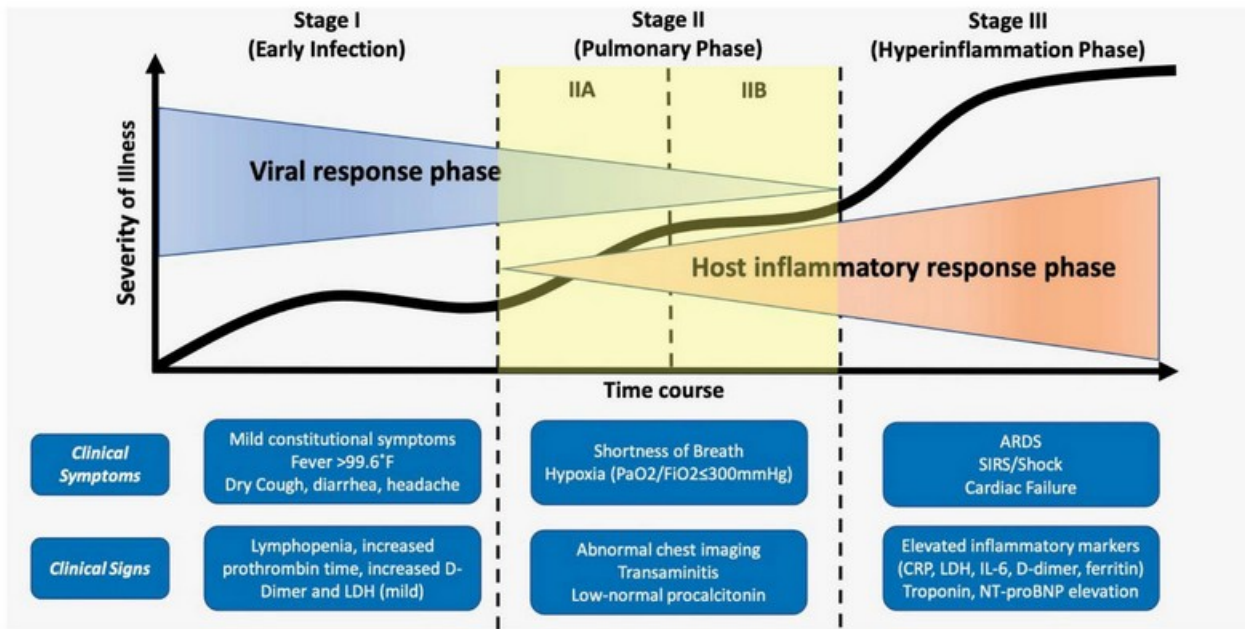 Stage I
(Early Infection)
Stage II
(Pulmonary Phase)
Stage III
(Hyperinflammation Phase)
IIA
IIB
Severity of Illness
Viral response phase
Host inflammatory response phase
Time course
Clinical
Symptoms
Mild constitutional symptoms
Fever >99.6°F
Dry Cough, diarrhea, headache
Shortness of Breath
Hypoxia (PaO2/FiO2≤300mmHg)
ARDS
SIRS/Shock
Cardiac Failure
Clinical Signs
Lymphopenia, increased
prothrombin time, increased D-
Dimer and LDH (mild)
Abnormal chest imaging
Transaminitis
Low-normal procalcitonin
Elevated inflammatory markers
(CRP, LDH, IL-6, D-dimer, ferritin)
Troponin, NT-proBNP elevation